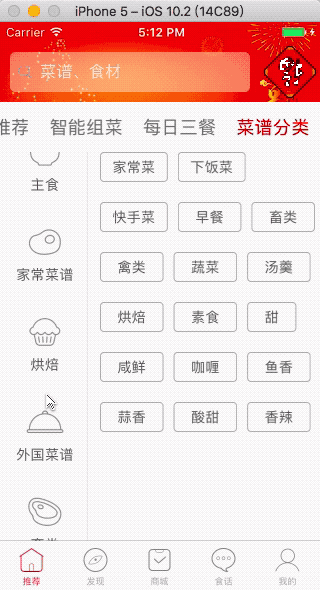 iPhone 5 – iOS 10.2 (14C89)
Carrier 5:12 PM
菜谱、食材
推荐 智能组菜 每日三餐 菜谱分类
主食
家常菜谱
烘焙
外国菜谱
家常菜 下饭菜
快手菜 早餐 畜类
禽类 蔬菜 汤羹
烘焙 素食 甜
咸鲜 咖喱 鱼香
蒜香 酸甜 香辣
推荐 发现 商城 食话 我的